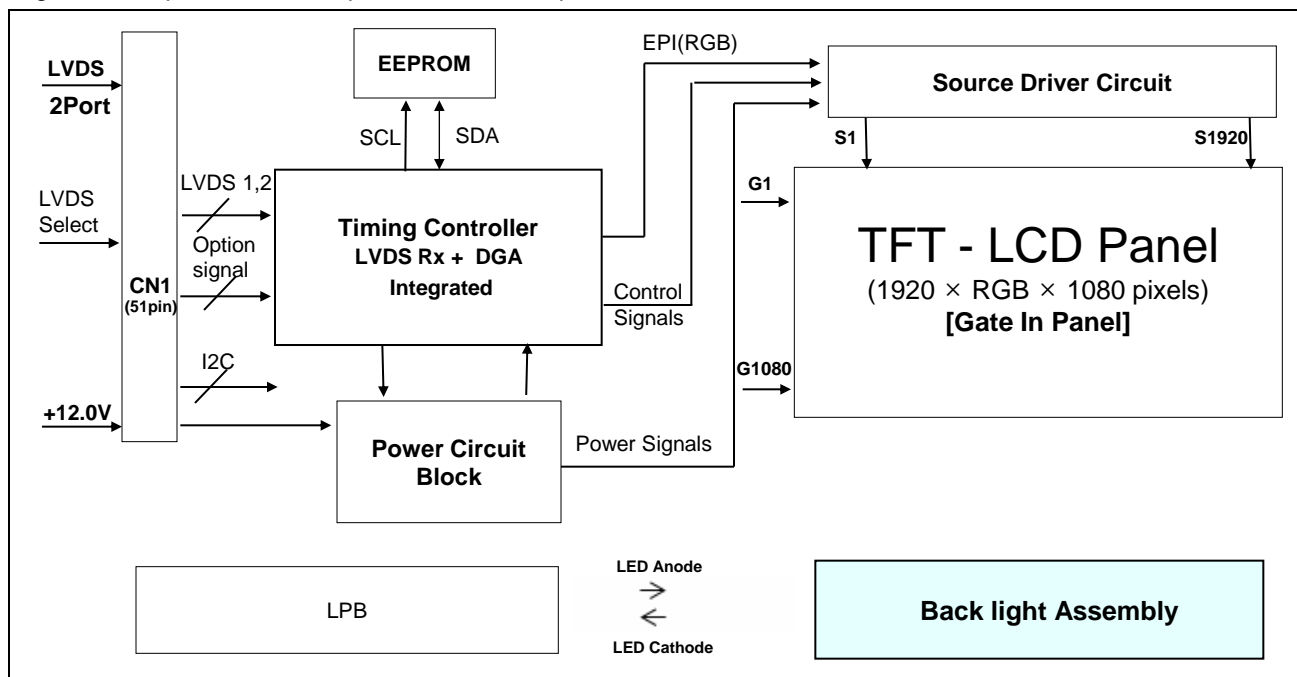 EPI(RGB)
LVDS
2Port
EEPROM
Source Driver Circuit
SCL
SDA
S1
S1920
LVDS
Select
LVDS 1,2
Option
signal
CN1
(51pin)
Timing Controller
LVDS Rx + DGA
Integrated
Control
Signals
G1
TFT - LCD Panel
(1920 × RGB × 1080 pixels)
[Gate In Panel]
G1080
I2C
+12.0V
Power Circuit
Block
Power Signals
LPB
LED Anode
LED Cathode
Back light Assembly